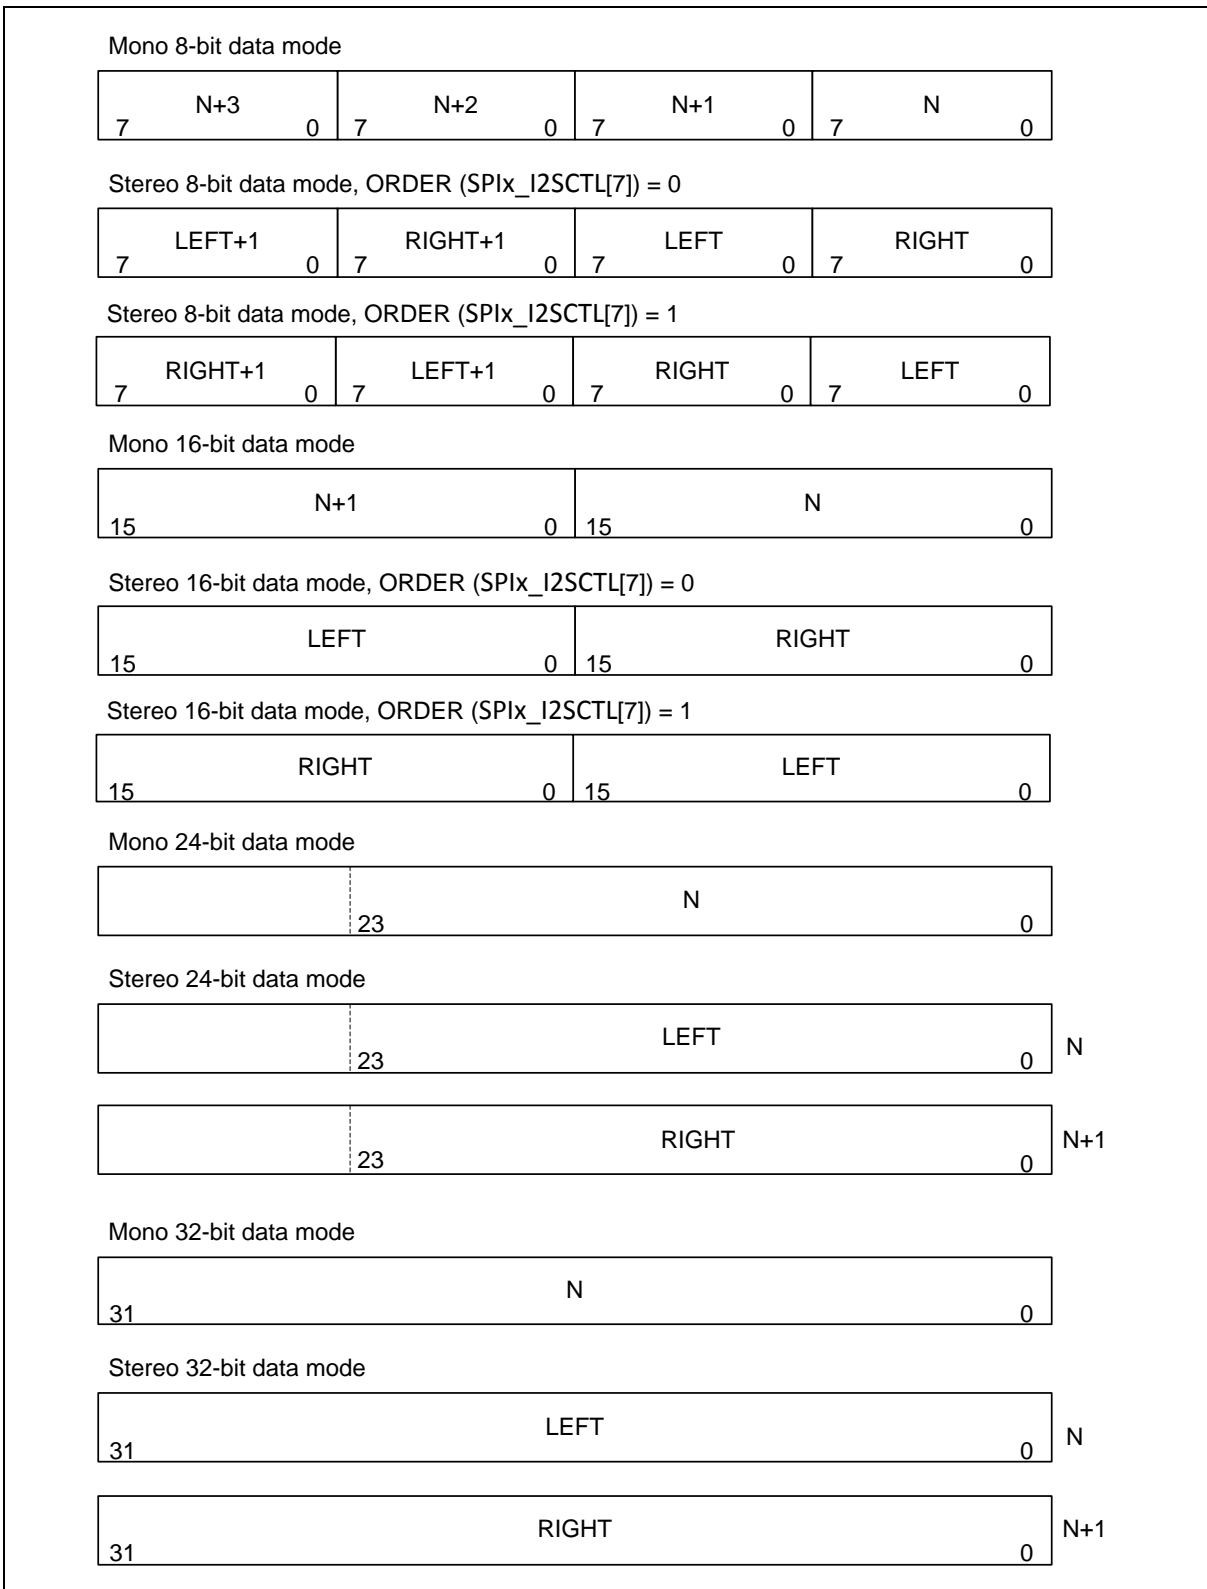 Mono 8-bit data mode
N+3 N+2 N+1 N
7 0 7 0 7 0 7 0
Stereo 8-bit data mode, ORDER (SPIx_I2SCTL[7]) = 0
LEFT+1 RIGHT+1 LEFT RIGHT
7 0 7 0 7 0 7 0
Stereo 8-bit data mode, ORDER (SPIx_I2SCTL[7]) = 1
RIGHT+1 LEFT+1 RIGHT LEFT
7 0 7 0 7 0 7 0
Mono 16-bit data mode
N+1 N
15 0 15 0
Stereo 16-bit data mode, ORDER (SPIx_I2SCTL[7]) = 0
LEFT RIGHT
15 0 15 0
Stereo 16-bit data mode, ORDER (SPIx_I2SCTL[7]) = 1
RIGHT LEFT
15 0 15 0
Mono 24-bit data mode
N
23 0
Stereo 24-bit data mode
LEFT N
23 0
RIGHT N+1
23 0
Mono 32-bit data mode
N
31 0
Stereo 32-bit data mode
LEFT N
31 0
RIGHT N+1
31 0